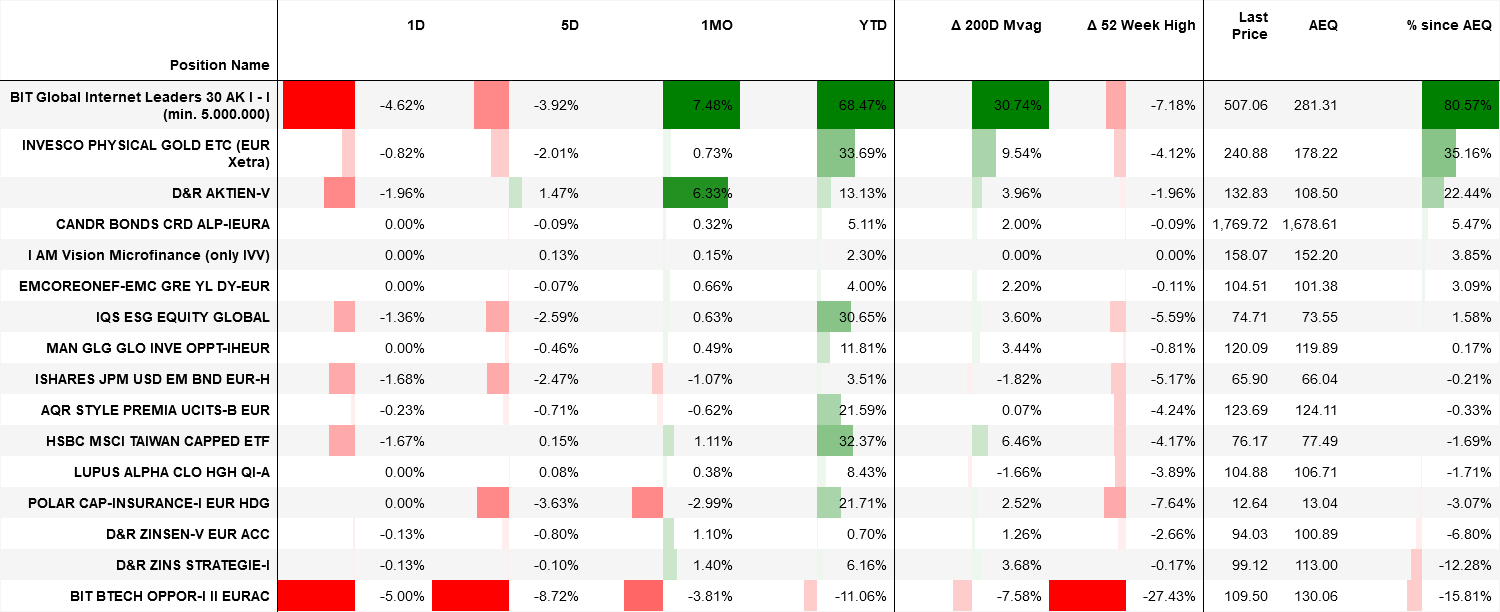 1D 5D 1MO YTD Δ 200D Mvag Δ 52 Week High Last Price AEQ % since AEQ
Position Name
BIT Global Internet Leaders 30 AK I - I (min. 5.000.000) -4.62% -3.92% 7.48% 68.47% 30.74% -7.18% 507.06 281.31 80.57%
INVESCO PHYSICAL GOLD ETC (EUR Xetra) -0.82% -2.01% 0.73% 33.69% 9.54% -4.12% 240.88 178.22 35.16%
D&R AKTIEN-V -1.96% 1.47% 6.33% 13.13% 3.96% -1.96% 132.83 108.50 22.44%
CANDR BONDS CRD ALP-IEURA 0.00% -0.09% 0.32% 5.11% 2.00% -0.09% 1,769.72 1,678.61 5.47%
I AM Vision Microfinance (only IVV) 0.00% 0.13% 0.15% 2.30% 0.00% 0.00% 158.07 152.20 3.85%
EMCOREONEF-EMC GRE YL DY-EUR 0.00% -0.07% 0.66% 4.00% 2.20% -0.11% 104.51 101.38 3.09%
IQS ESG EQUITY GLOBAL -1.36% -2.59% 0.63% 30.65% 3.60% -5.59% 74.71 73.55 1.58%
MAN GLG GLO INVE OPPT-IHEUR 0.00% -0.46% 0.49% 11.81% 3.44% -0.81% 120.09 119.89 0.17%
ISHARES JPM USD EM BND EUR-H -1.68% -2.47% -1.07% 3.51% -1.82% -5.17% 65.90 66.04 -0.21%
AQR STYLE PREMIA UCITS-B EUR -0.23% -0.71% -0.62% 21.59% 0.07% -4.24% 123.69 124.11 -0.33%
HSBC MSCI TAIWAN CAPPED ETF -1.67% 0.15% 1.11% 32.37% 6.46% -4.17% 76.17 77.49 -1.69%
LUPUS ALPHA CLO HGH QI-A 0.00% 0.08% 0.38% 8.43% -1.66% -3.89% 104.88 106.71 -1.71%
POLAR CAP-INSURANCE-I EUR HDG 0.00% -3.63% -2.99% 21.71% 2.52% -7.64% 12.64 13.04 -3.07%
D&R ZINSEN-V EUR ACC -0.13% -0.80% 1.10% 0.70% 1.26% -2.66% 94.03 100.89 -6.80%
D&R ZINS STRATEGIE-I -0.13% -0.10% 1.40% 6.16% 3.68% -0.17% 99.12 113.00 -12.28%
BIT BTECH OPPOR-I II EURAC -5.00% -8.72% -3.81% -11.06% -7.58% -27.43% 109.50 130.06 -15.81%